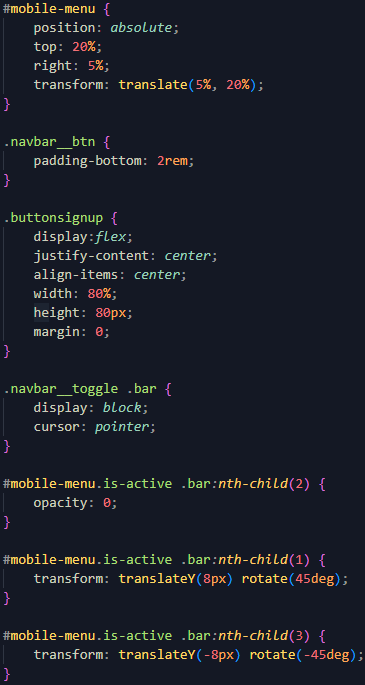 #mobile-menu {
    position: absolute;
    top: 20%;
    right: 5%;
    transform: translate(5%, 20%);
}

.navbar__btn {
    padding-bottom: 2rem;
}

.buttonsignup {
    display:flex;
    justify-content: center;
    align-items: center;
    width: 80%;
    height: 80px;
    margin: 0;
}

.navbar__toggle .bar {
    display: block;
    cursor: pointer;
}

#mobile-menu.is-active .bar:nth-child(2) {
    opacity: 0;
}

#mobile-menu.is-active .bar:nth-child(1) {
    transform: translateY(8px) rotate(45deg);
}

#mobile-menu.is-active .bar:nth-child(3) {
    transform: translateY(-8px) rotate(-45deg);
}